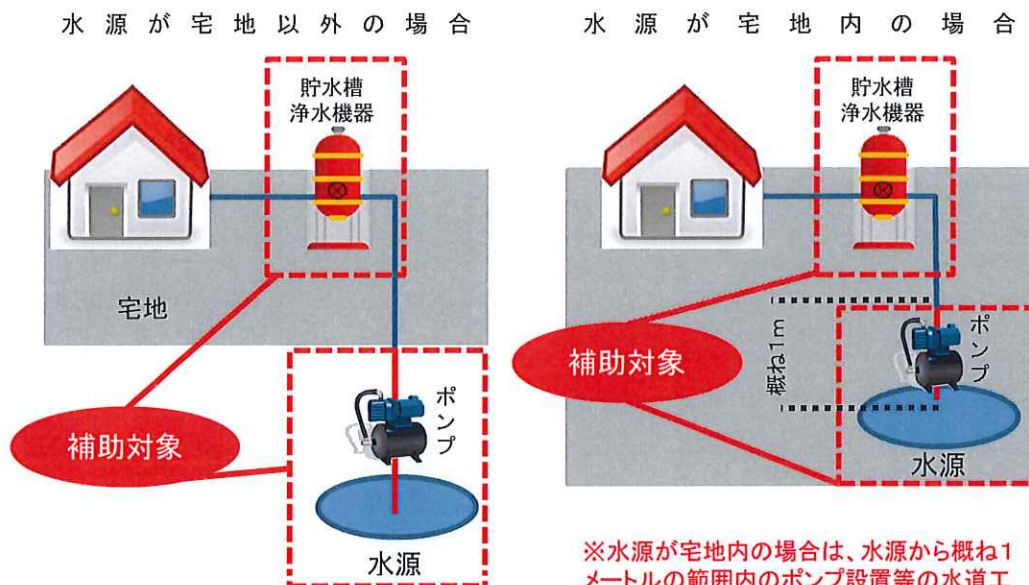 水源が宅地以外の場合
貯水槽
浄水機器
宅地
補助対象
ポンプ
水源
水源が宅地内の場合
貯水槽
浄水機器
補助対象
概ね1m
ポンプ
水源
※水源が宅地内の場合は、水源から概ね1
メートルの範囲内のポンプ設置等の水道工